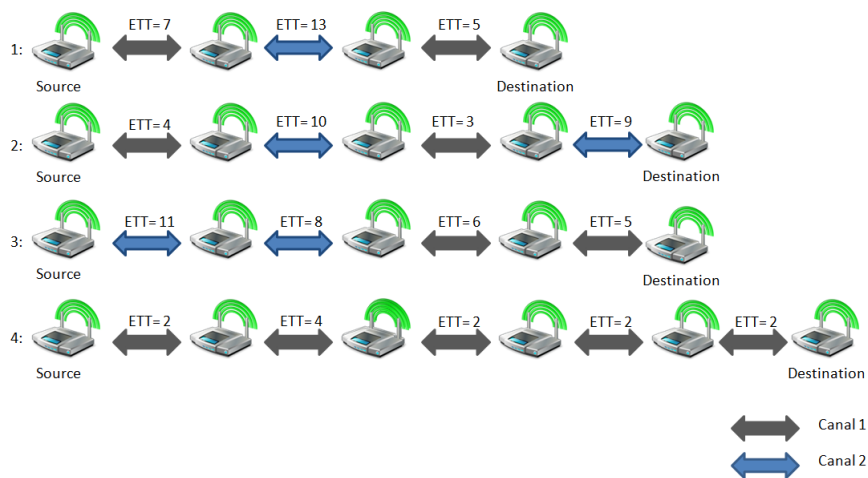 ETT= 7 ETT= 13 ETT= 5
1:
Source Destination
ETT= 4 ETT= 10 ETT= 3 ETT= 9
2:
Source Destination
ETT= 11 ETT= 8 ETT= 6 ETT= 5
3:
Source Destination
ETT= 2 ETT= 4 ETT= 2 ETT= 2 ETT= 2
4:
Source Destination
Canal 1
Canal 2